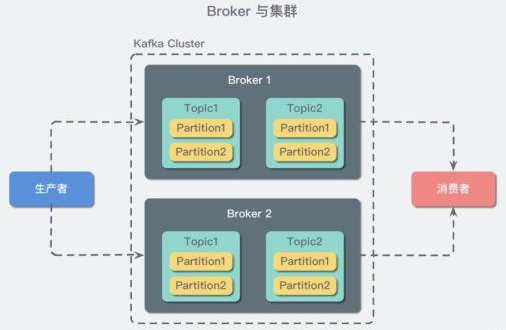 Broker 与集群
Kafka Cluster
Broker 1
Topic1
Topic2
Partition1
Partition1
Partition2
Partition2
生产者
消费者
Broker 2
Topic1
Topic2
Partition1
Partition1
Partition2
Partition2